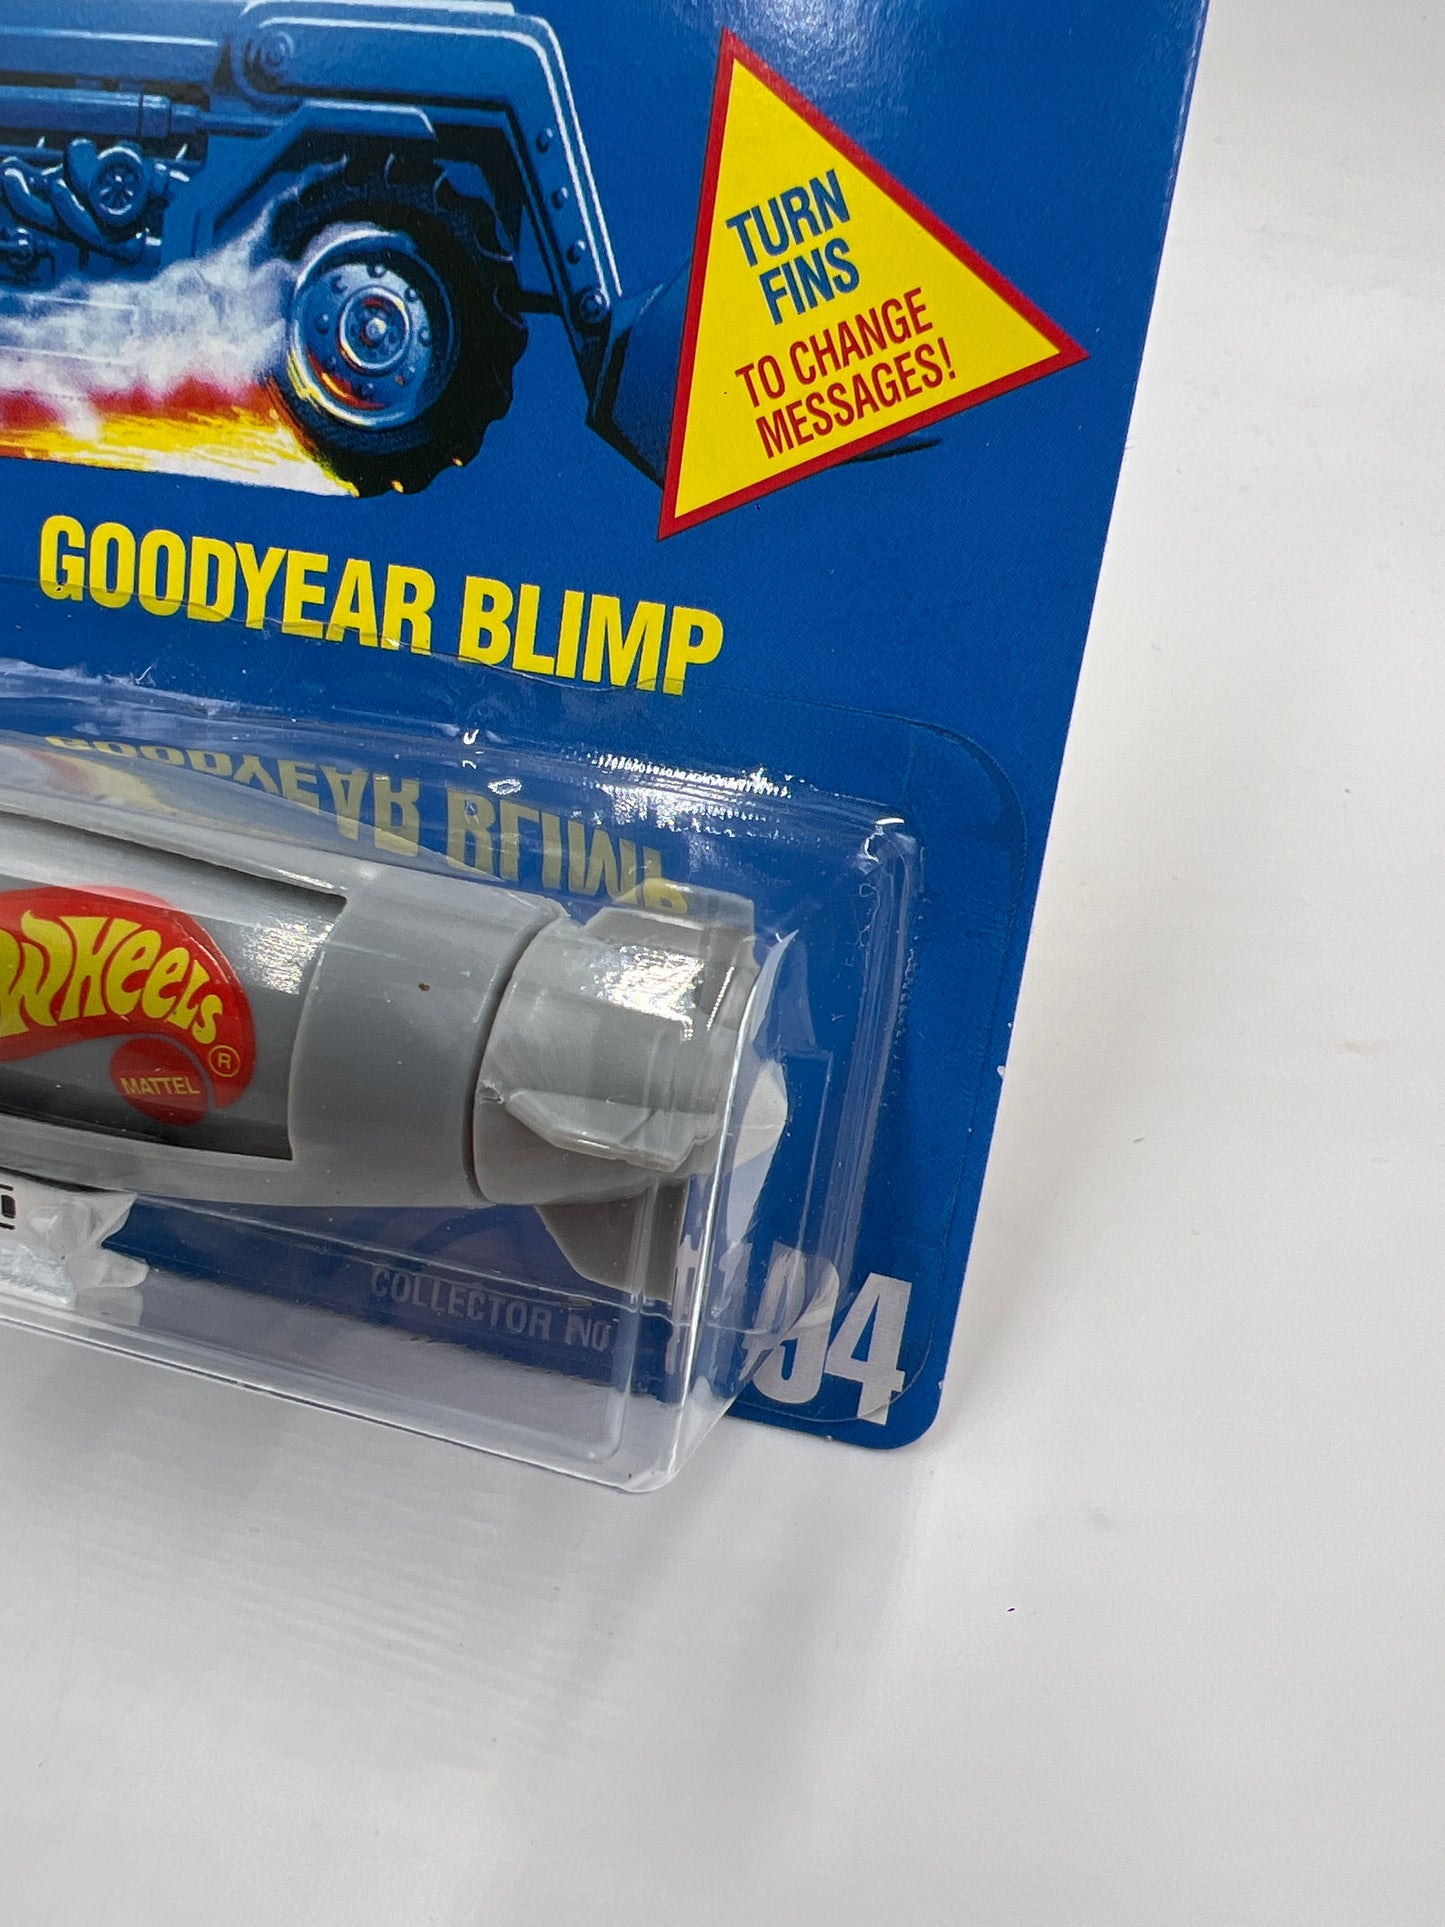 TURN
FINS
TO CHANGE
MESSAGES!
GOODYEAR BLIMP
GOODYEAR BLIMP
WHEELS®
MATTEL
COLLECTOR NO